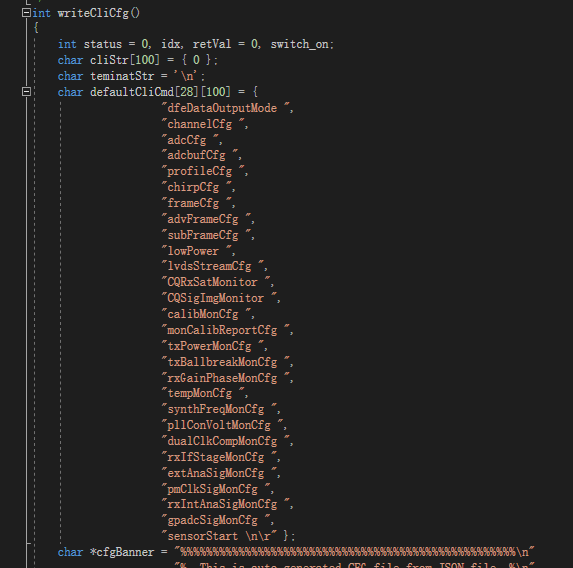 int writeCliCfg()
{
int status = 0, idx, retVal = 0, switch_on;
char cliStr[100] = { 0 };
char teminatStr = '\n';
char defaultCliCmd[28][100] = {
"dfeDataOutputMode ",
"channelCfg ",
"adcCfg ",
"adcbufCfg ",
"profileCfg ",
"chirpCfg ",
"frameCfg ",
"advFrameCfg ",
"subFrameCfg ",
"lowPower ",
"lvdsStreamCfg ",
"CQRxSatMonitor ",
"CQSigImgMonitor ",
"calibMonCfg ",
"monCalibReportCfg ",
"txPowerMonCfg ",
"txBallbreakMonCfg ",
"rxGainPhaseMonCfg ",
"tempMonCfg ",
"synthFreqMonCfg ",
"pllConVoltMonCfg ",
"dualClkCompMonCfg ",
"rxIfStageMonCfg ",
"extAnaSigMonCfg ",
"pmClkSigMonCfg ",
"rxIntAnaSigMonCfg ",
"gpadcSigMonCfg ",
"sensorStart \n\r" };
char *cfgBanner = "%%%%%%%%%%%%%%%%%%%%%%%%%%%%%%%%%%%%%%%%%%%%%%%%%%%%\n"
"% This is auto generated CFG file from JSON file %\n"